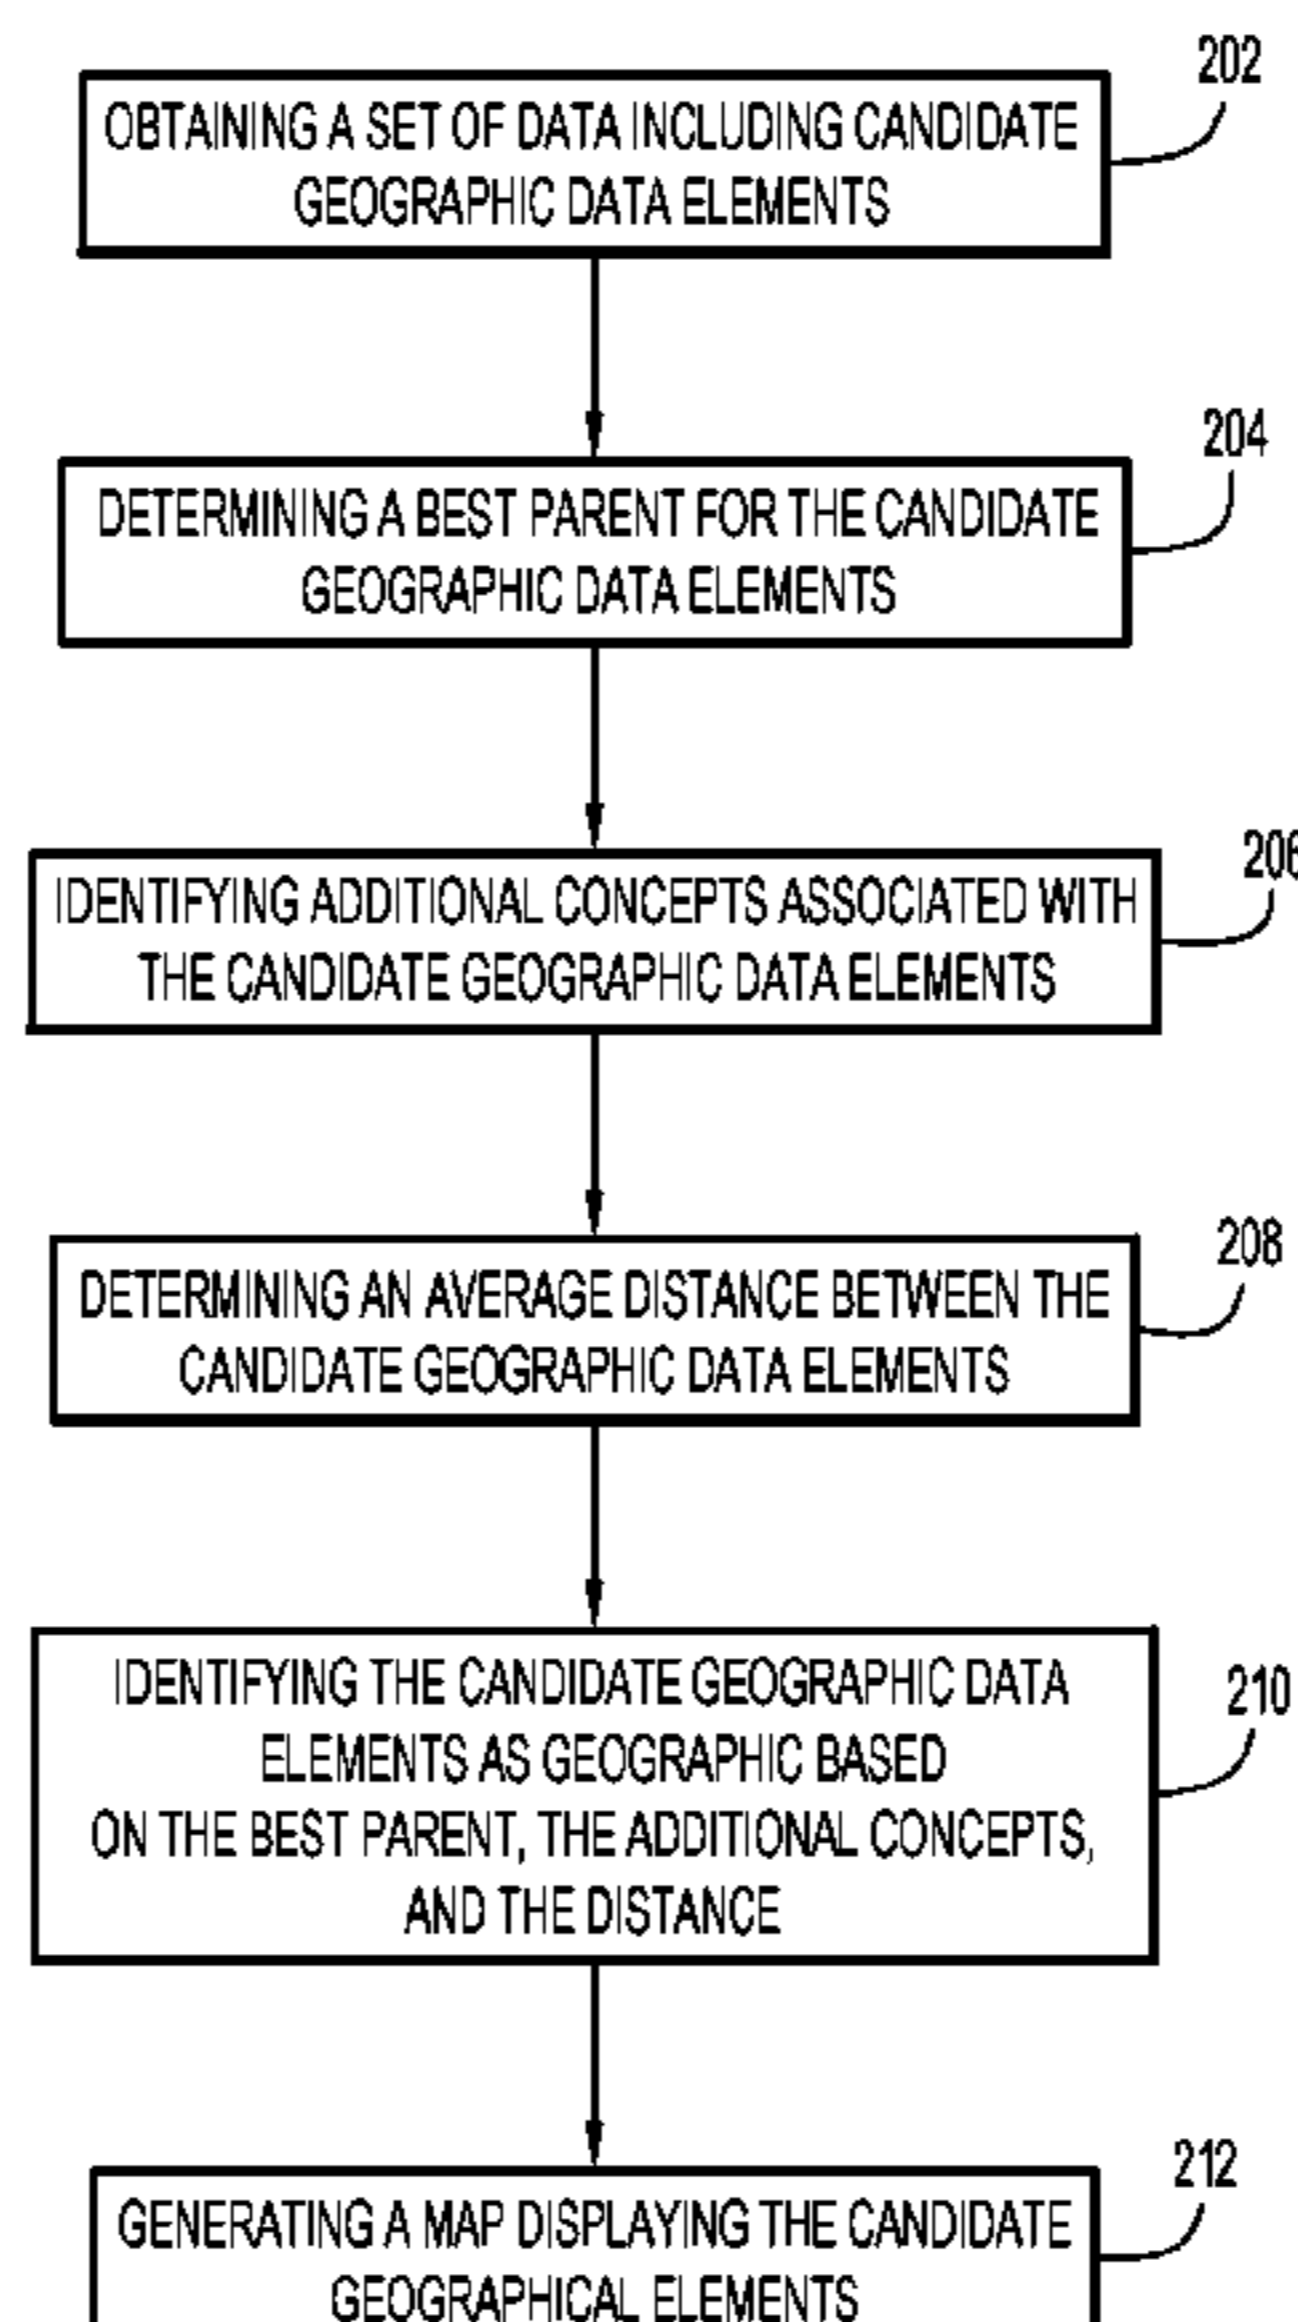 202
OBTAINING A SET OF DATA INCLUDING CANDIDATE
GEOGRAPHIC DATA ELEMENTS
204
DETERMINING A BEST PARENT FOR THE CANDIDATE
GEOGRAPHIC DATA ELEMENTS
206
IDENTIFYING ADDITIONAL CONCEPTS ASSOCIATED WITH
THE CANDIDATE GEOGRAPHIC DATA ELEMENTS
208
DETERMINING AN AVERAGE DISTANCE BETWEEN THE
CANDIDATE GEOGRAPHIC DATA ELEMENTS
210
IDENTIFYING THE CANDIDATE GEOGRAPHIC DATA
ELEMENTS AS GEOGRAPHIC BASED
ON THE BEST PARENT, THE ADDITIONAL CONCEPTS,
AND THE DISTANCE
212
GENERATING A MAP DISPLAYING THE CANDIDATE
GEOGRAPHICAL ELEMENTS